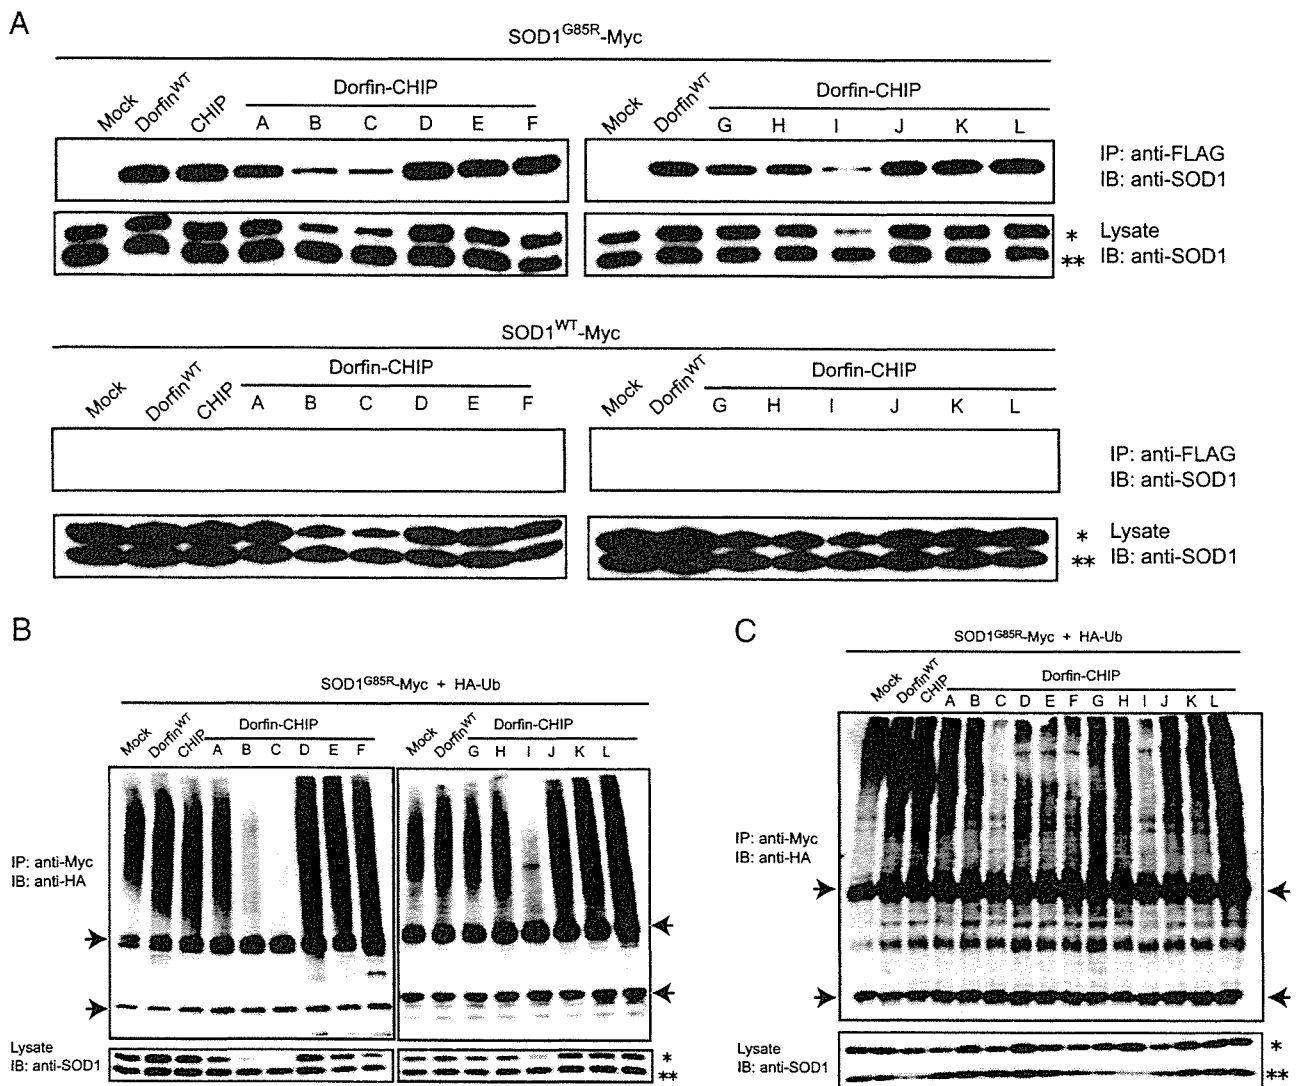 A
SOD1G85R-Myc
Dorfin-CHIP
Dorfin-CHIP
Mock DorfinWT CHIP A B C D E F
Mock DorfinWT G H I J K L
IP: anti-FLAG
IB: anti-SOD1
* Lysate
** IB: anti-SOD1
SOD1WT-Myc
Dorfin-CHIP
Dorfin-CHIP
Mock DorfinWT CHIP A B C D E F
Mock DorfinWT G H I J K L
IP: anti-FLAG
IB: anti-SOD1
* Lysate
** IB: anti-SOD1
B
SOD1G85R-Myc + HA-Ub
Dorfin-CHIP
Dorfin-CHIP
Mock DorfinWT CHIP A B C D E F
Mock DorfinWT G H I J K L
IP: anti-Myc
IB: anti-HA
Lysate *
IB: anti-SOD1 **
C
SOD1G85R-Myc + HA-Ub
Dorfin-CHIP
Mock DorfinWT CHIP A B C D E F G H I J K L
IP: anti-Myc
IB: anti-HA
Lysate *
IB: anti-SOD1 **